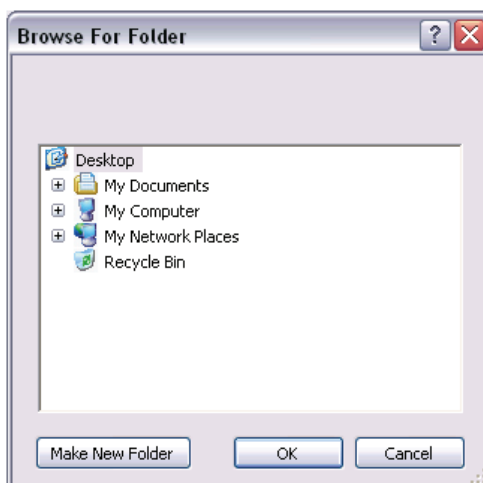 Browse For Folder ?
Desktop
My Documents
My Computer
My Network Places
Recycle Bin
Make New Folder OK Cancel